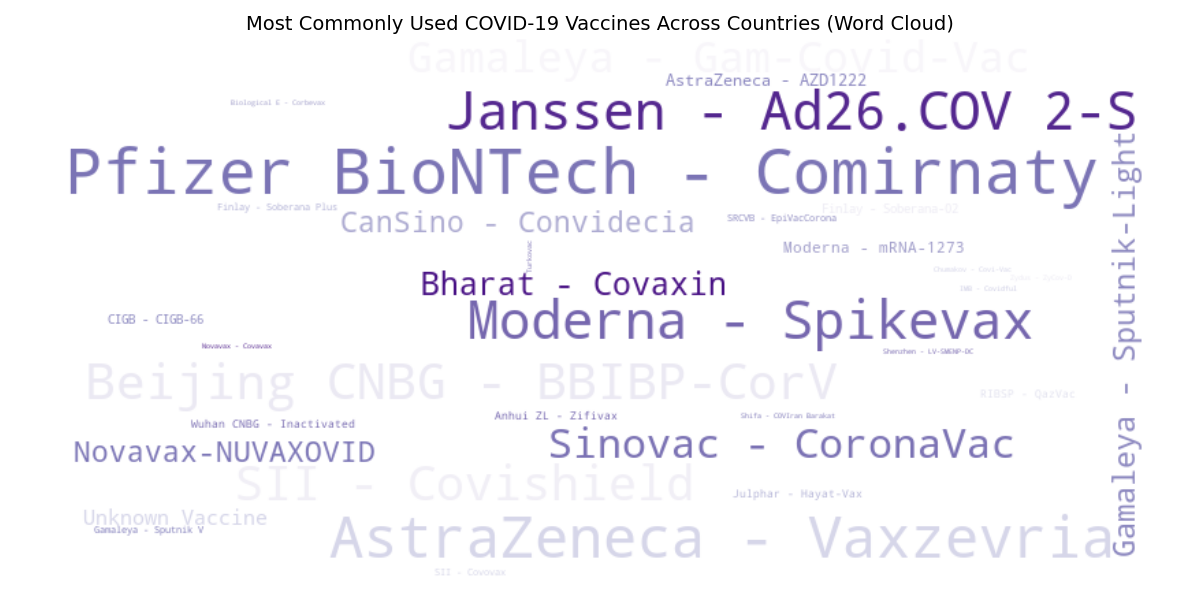 Most Commonly Used COVID-19 Vaccines Across Countries (Word Cloud)
Gamaleya - Gam-Covid-Vac
AstraZeneca - AZD1222
Biological E - Corbevax
Janssen - Ad26.COV 2-S
Pfizer BioNTech - Comirnaty
Gamaleya - Sputnik-Light
Finlay - Soberana Plus
Finlay - Soberana-02
CanSino - Convidecia
SRCVB - EpiVacCorona
Moderna - mRNA-1273
Turkovac
Chumakov - Covi-Vac
Bharat - Covaxin
IMB - Covidful
Moderna - Spikevax
CIGB - CIGB-66
Novavax - Covavax
Shenzhen - LV-SMENP-DC
Beijing CNBG - BBIBP-CorV
RIBSP - QazVac
Anhui ZL - Zifivax
Shifa - COVIran Barakat
Wuhan CNBG - Inactivated
Sinovac - CoronaVac
Novavax-NUVAXOVID
SII - Covishield
Julphar - Hayat-Vax
Unknown Vaccine
Gamaleya - Sputnik V
AstraZeneca - Vaxzevria
SII - Covovax